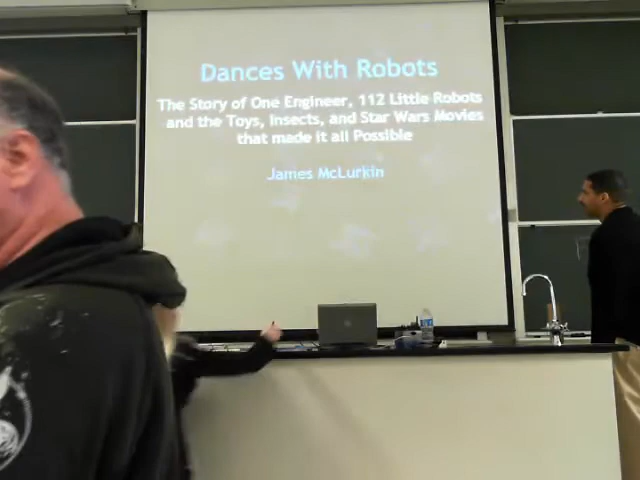 Dances With Robots
The Story of One Engineer, 112 Little Robots
and the Toys, Insects, and Star Wars Movies
that made it all Possible
James McLurkin